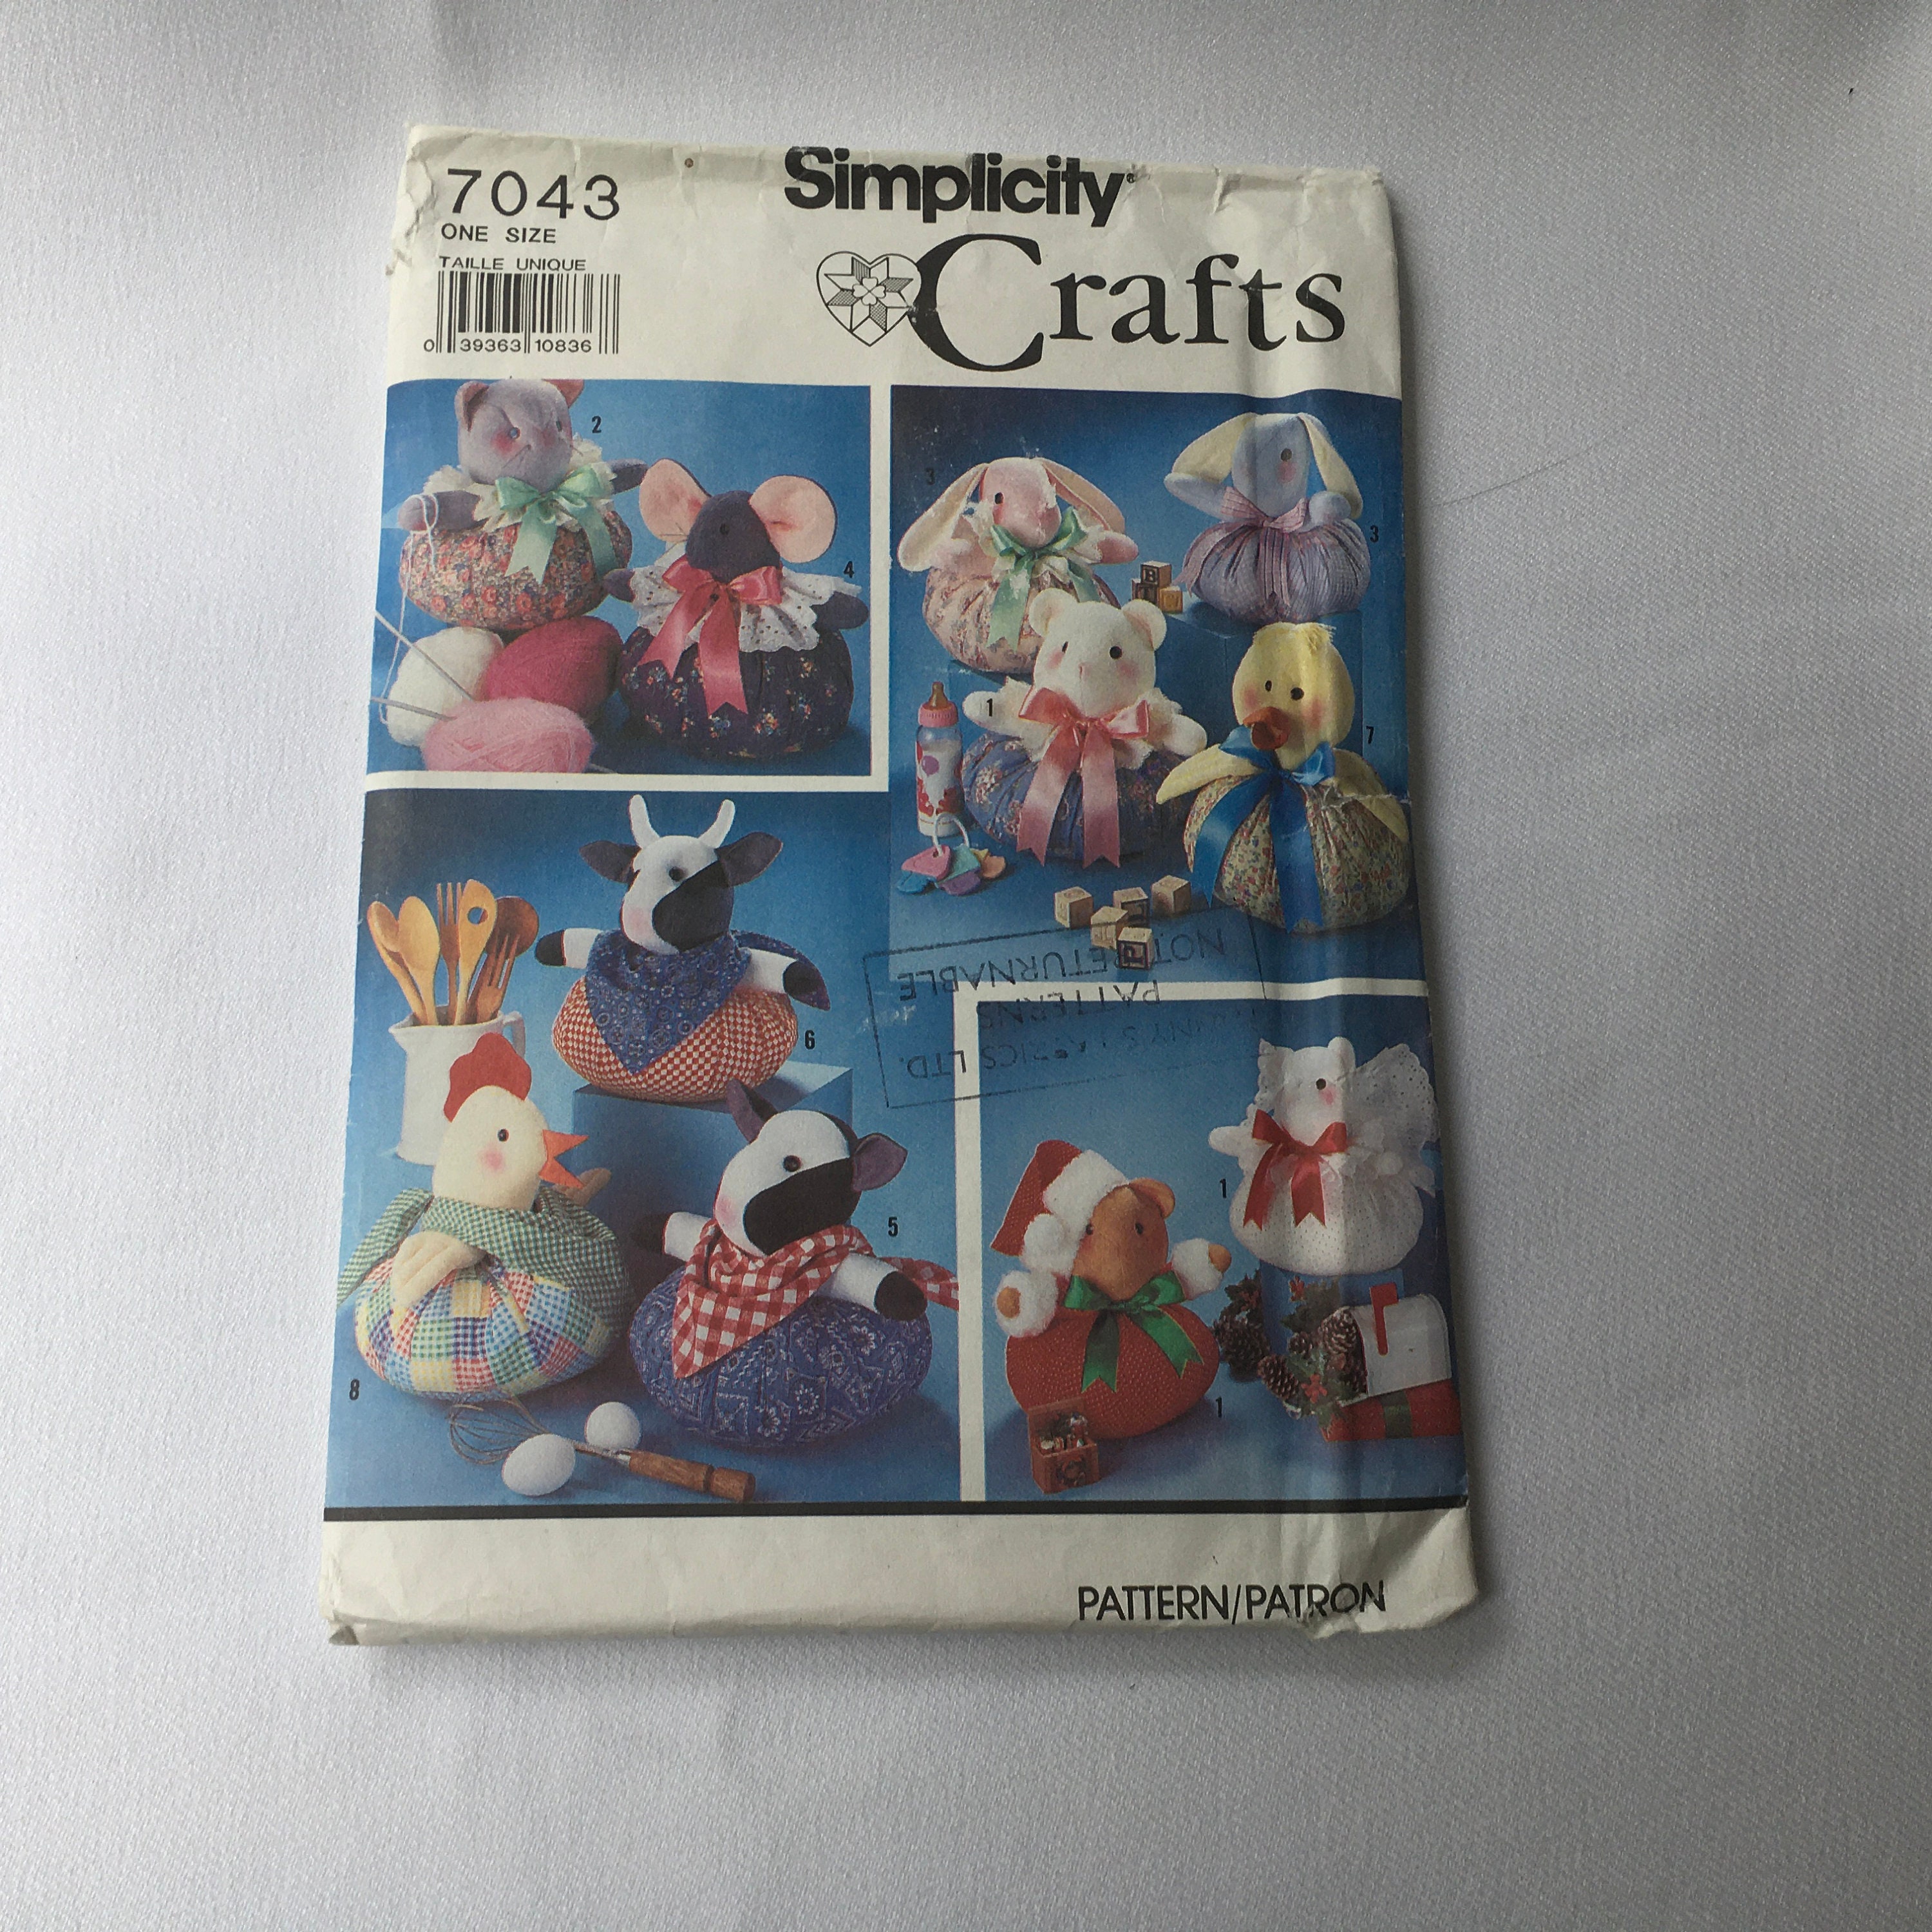 7043
ONE SIZE
TAILLE UNIQUE
0 39363 10836
Simplicity®
Crafts
2
4
3
3
1
7
6
5
8
1
1
B
LTD.
PATTERNS
NOT RETURNABLE
PATTERN/PATRON